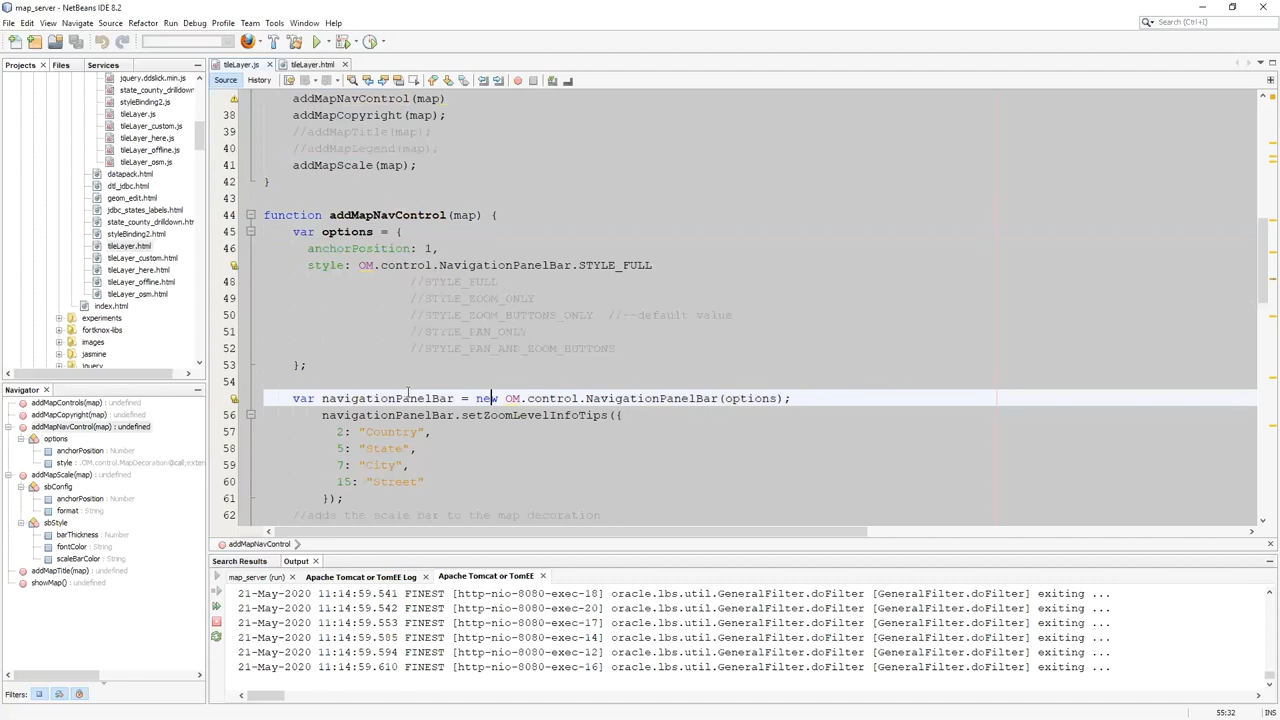 map_server - NetBeans IDE 8.2
File Edit View Navigate Source Refactor Run Debug Profile Team Tools Window Help
Search (Ctrl+I)
Projects Files Services
jquery.ddslick.min.js
state_county_drilldown
styleBinding2.js
tileLayer.js
tileLayer_custom.js
tileLayer_here.js
tileLayer_offline.js
tileLayer_osm.js
datapack.html
dtl_jdbc.html
geom_edit.html
jdbc_states_labels.html
state_county_drilldown.htm
styleBinding2.html
tileLayer.html
tileLayer_custom.html
tileLayer_here.html
tileLayer_offline.html
tileLayer_osm.html
index.html
experiments
fortknox-libs
images
jasmine
jquery
Navigator
addMapControls(map) : undefined
addMapCopyright(map) : undefined
addMapNavControl(map) : undefined
options
anchorPosition : Number
style : .OM.control.MapDecoration@call;exter
addMapScale(map) : undefined
sbConfig
anchorPosition : Number
format : String
sbStyle
barThickness : Number
fontColor : String
scaleBarColor : String
addMapTitle(map) : undefined
showMap() : undefined
Filters:
tileLayer.js tileLayer.html
Source History
addMapNavControl(map)
38 addMapCopyright(map);
39 //addMapTitle(map);
40 //addMapLegend(map);
41 addMapScale(map);
42 }
43
44 function addMapNavControl(map) {
45 var options = {
46 anchorPosition: 1,
style: OM.control.NavigationPanelBar.STYLE_FULL
48 //STYLE_FULL
49 //STYLE_ZOOM_ONLY
50 //STYLE_ZOOM_BUTTONS_ONLY //--default value
51 //STYLE_PAN_ONLY
52 //STYLE_PAN_AND_ZOOM_BUTTONS
53 };
54
var navigationPanelBar = new OM.control.NavigationPanelBar(options);
56 navigationPanelBar.setZoomLevelInfoTips({
57 2: "Country",
58 5: "State",
59 7: "City",
60 15: "Street"
61 });
62 //adds the scale bar to the map decoration
addMapNavControl
Search Results Output
map_server (run) Apache Tomcat or TomEE Log Apache Tomcat or TomEE
21-May-2020 11:14:59.541 FINEST [http-nio-8080-exec-18] oracle.lbs.util.GeneralFilter.doFilter [GeneralFilter.doFilter] exiting ...
21-May-2020 11:14:59.542 FINEST [http-nio-8080-exec-20] oracle.lbs.util.GeneralFilter.doFilter [GeneralFilter.doFilter] exiting ...
21-May-2020 11:14:59.553 FINEST [http-nio-8080-exec-17] oracle.lbs.util.GeneralFilter.doFilter [GeneralFilter.doFilter] exiting ...
21-May-2020 11:14:59.585 FINEST [http-nio-8080-exec-14] oracle.lbs.util.GeneralFilter.doFilter [GeneralFilter.doFilter] exiting ...
21-May-2020 11:14:59.594 FINEST [http-nio-8080-exec-12] oracle.lbs.util.GeneralFilter.doFilter [GeneralFilter.doFilter] exiting ...
21-May-2020 11:14:59.610 FINEST [http-nio-8080-exec-16] oracle.lbs.util.GeneralFilter.doFilter [GeneralFilter.doFilter] exiting ...
55:32 INS